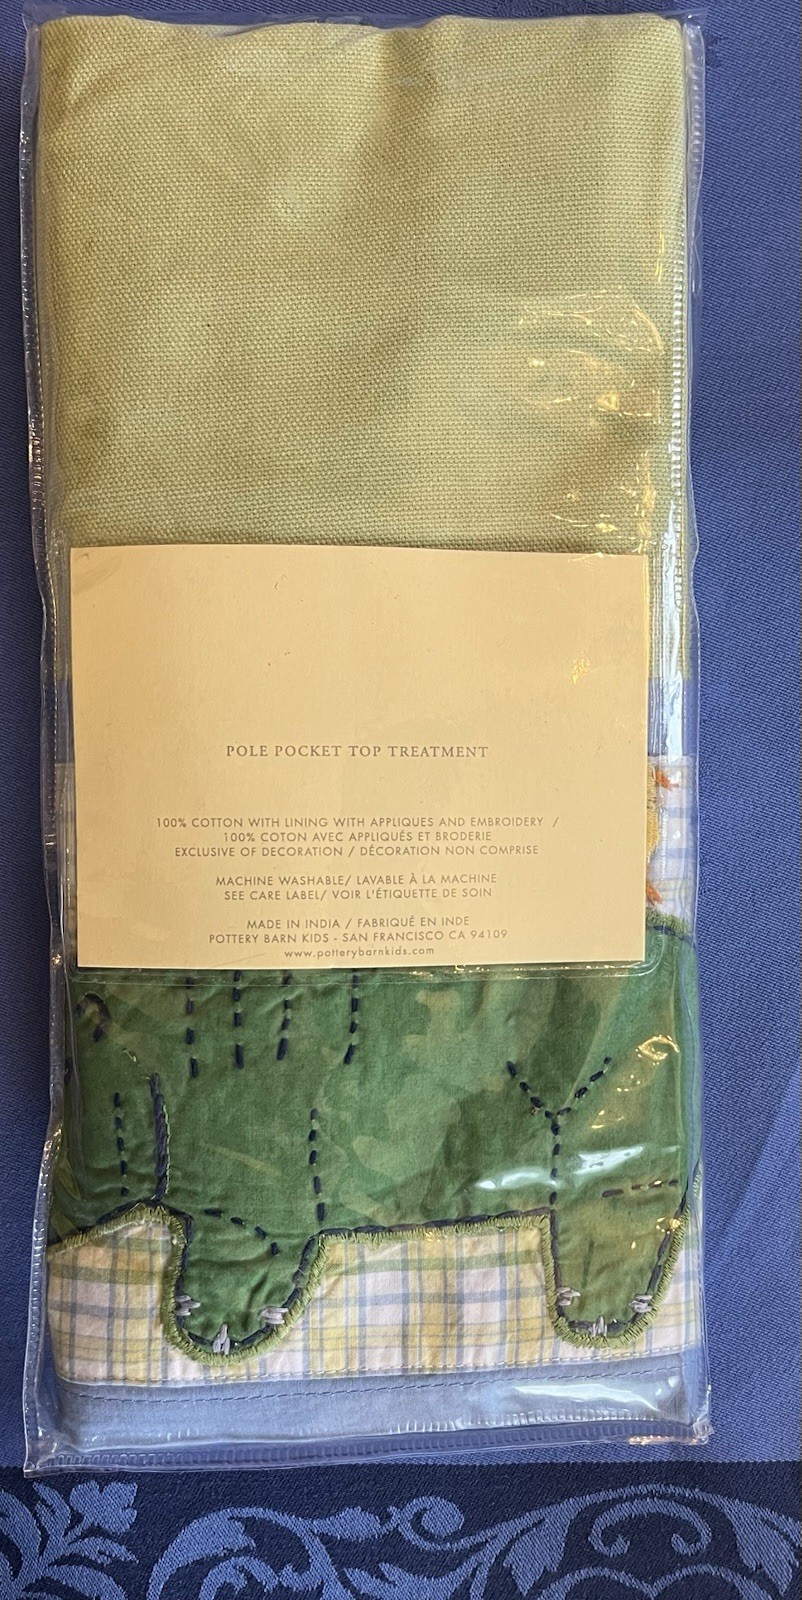 POLE POCKET TOP TREATMENT
100% COTTON WITH LINING WITH APPLIQUES AND EMBROIDERY /
100% COTON AVEC APPLIQUÉS ET BRODERIE
EXCLUSIVE OF DECORATION / DÉCORATION NON COMPRISE
MACHINE WASHABLE/ LAVABLE À LA MACHINE
SEE CARE LABEL/ VOIR L'ÉTIQUETTE DE SOIN
MADE IN INDIA / FABRIQUÉ EN INDE
POTTERY BARN KIDS - SAN FRANCISCO CA 94109
www.potterybarnkids.com